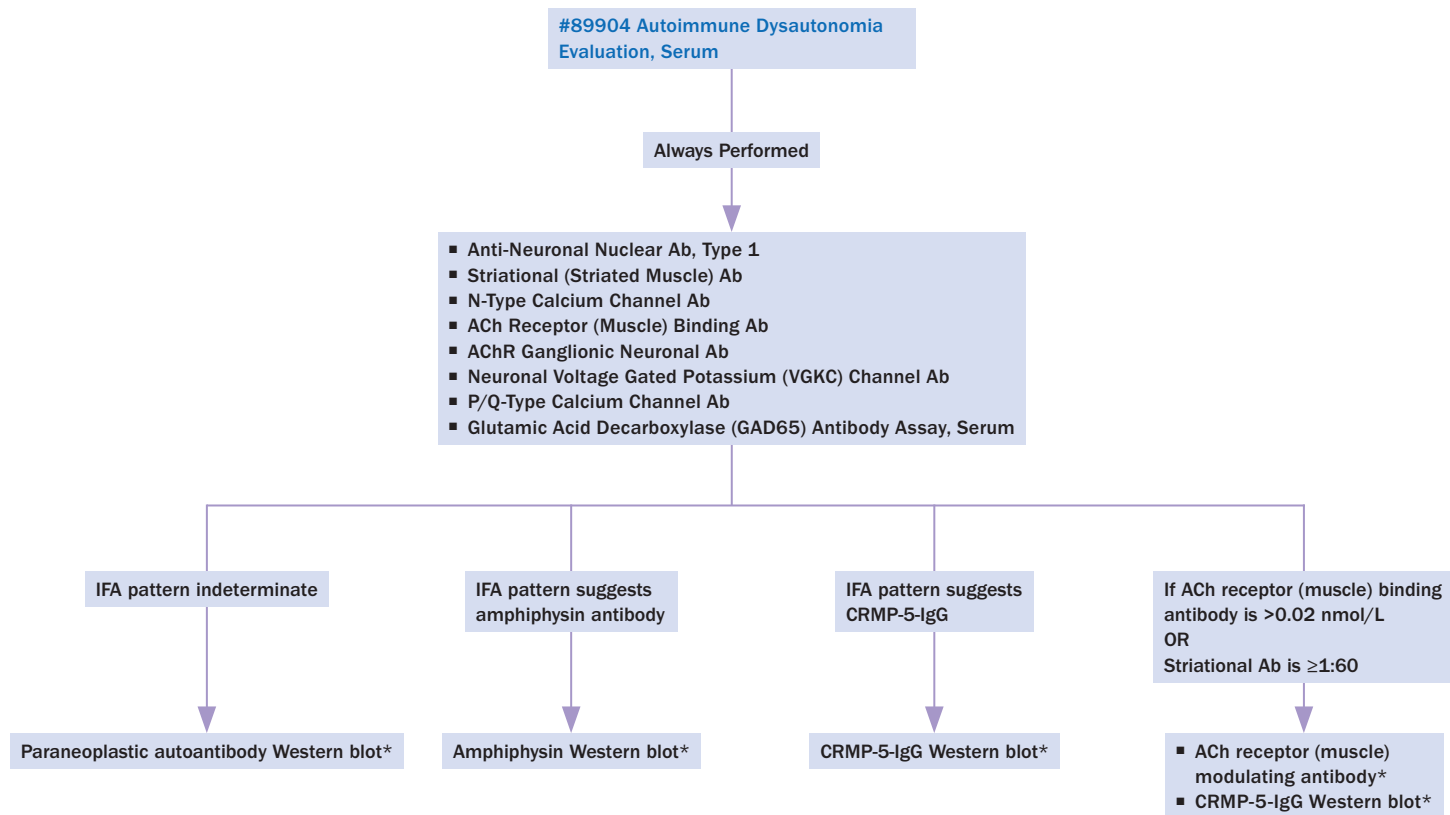 #89904 Autoimmune Dysautonomia
Evaluation, Serum
Always Performed
▪ Anti-Neuronal Nuclear Ab, Type 1
▪ Striational (Striated Muscle) Ab
▪ N-Type Calcium Channel Ab
▪ ACh Receptor (Muscle) Binding Ab
▪ AChR Ganglionic Neuronal Ab
▪ Neuronal Voltage Gated Potassium (VGKC) Channel Ab
▪ P/Q-Type Calcium Channel Ab
▪ Glutamic Acid Decarboxylase (GAD65) Antibody Assay, Serum
IFA pattern indeterminate
IFA pattern suggests
amphiphysin antibody
IFA pattern suggests
CRMP-5-IgG
If ACh receptor (muscle) binding
antibody is >0.02 nmol/L
OR
Striational Ab is ≥1:60
Paraneoplastic autoantibody Western blot*
Amphiphysin Western blot*
CRMP-5-IgG Western blot*
▪ ACh receptor (muscle)
modulating antibody*
▪ CRMP-5-IgG Western blot*